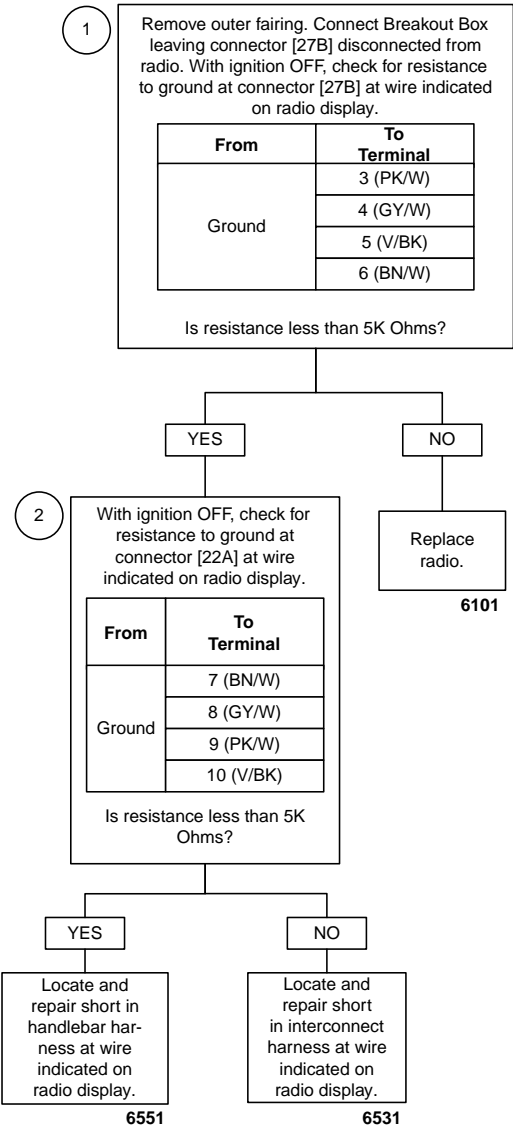 1
Remove outer fairing. Connect Breakout Box
leaving connector [27B] disconnected from
radio. With ignition OFF, check for resistance
to ground at connector [27B] at wire indicated
on radio display.
From
To
Terminal
Ground
3 (PK/W)
4 (GY/W)
5 (V/BK)
6 (BN/W)
Is resistance less than 5K Ohms?
YES
NO
2
With ignition OFF, check for
resistance to ground at
connector [22A] at wire
indicated on radio display.
From
To
Terminal
Ground
7 (BN/W)
8 (GY/W)
9 (PK/W)
10 (V/BK)
Is resistance less than 5K
Ohms?
Replace
radio.
6101
YES
NO
Locate and
repair short in
handlebar har-
ness at wire
indicated on
radio display.
6551
Locate and
repair short
in interconnect
harness at wire
indicated on
radio display.
6531